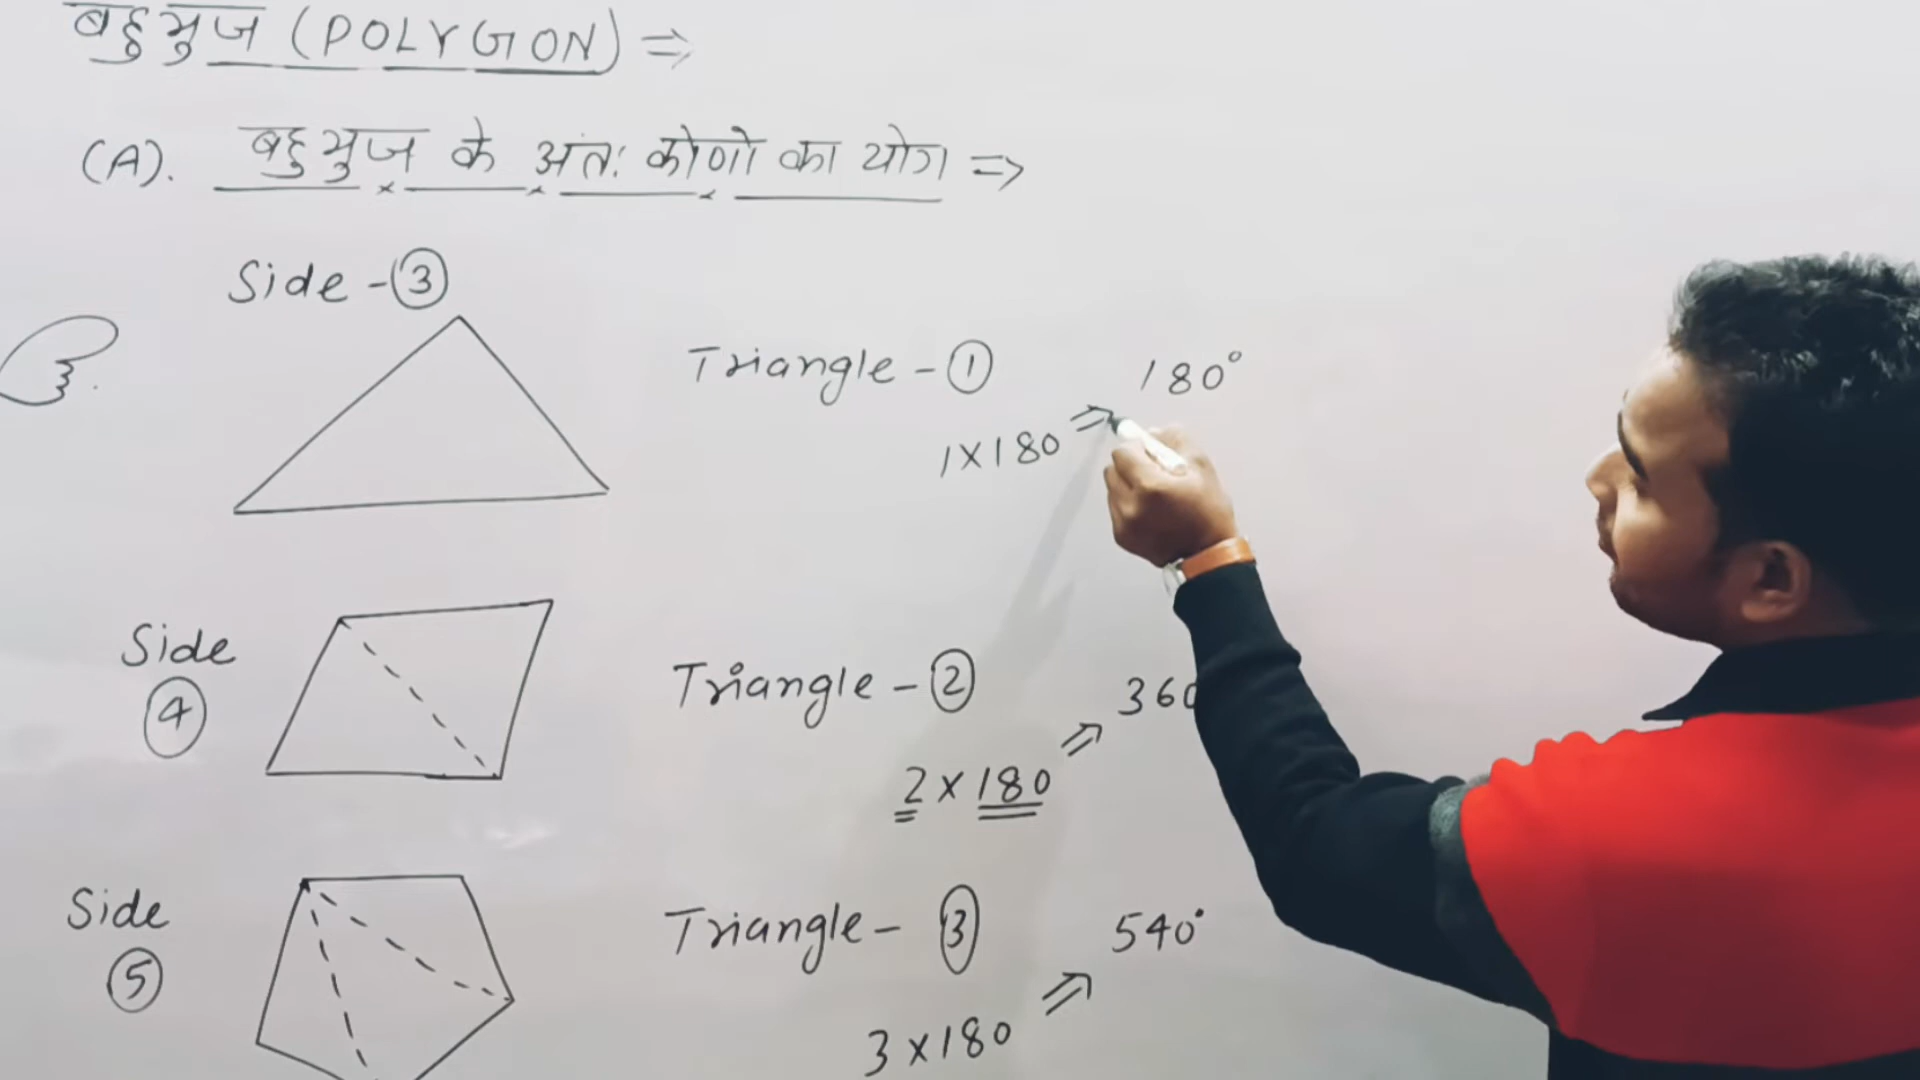 बहुभुज (POLYGON) ⇒
(A). बहुभुज के अंतः कोणो का योग ⇒
Side - 3
Triangle - 1
180°
1×180 ⇒
Side
4
Triangle - 2
360
2 × 180 ⇒
Side
5
Triangle - 3
540°
3×180 ⇒